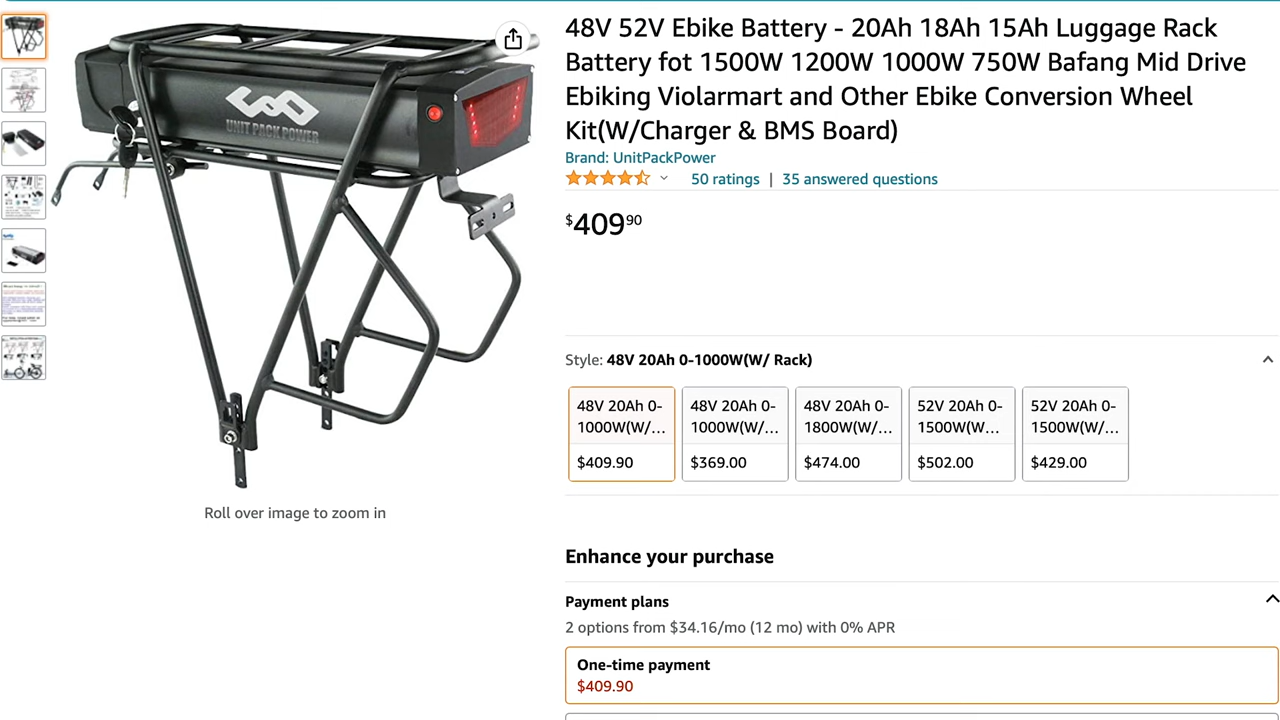 48V 52V Ebike Battery - 20Ah 18Ah 15Ah Luggage Rack
Battery fot 1500W 1200W 1000W 750W Bafang Mid Drive
Ebiking Violarmart and Other Ebike Conversion Wheel
Kit(W/Charger & BMS Board)
Brand: UnitPackPower
50 ratings | 35 answered questions
$409.90
UNIT PACK POWER
Style: 48V 20Ah 0-1000W(W/ Rack)
48V 20Ah 0-
1000W(W/...
$409.90
48V 20Ah 0-
1000W(W/...
$369.00
48V 20Ah 0-
1800W(W/...
$474.00
52V 20Ah 0-
1500W(W...
$502.00
52V 20Ah 0-
1500W(W/...
$429.00
Roll over image to zoom in
Enhance your purchase
Payment plans
2 options from $34.16/mo (12 mo) with 0% APR
One-time payment
$409.90